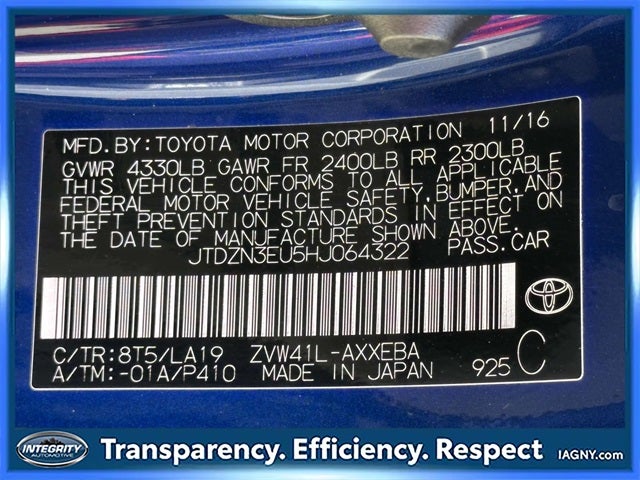 MFD.BY:TOYOTA MOTOR CORPORATION 11/16
GVWR 4330LB GAWR FR 2400LB RR 2300LB
THIS VEHICLE CONFORMS TO ALL APPLICABLE
FEDERAL MOTOR VEHICLE SAFETY,BUMPER,AND
THEFT PREVENTION STANDARDS IN EFFECT ON
THE DATE OF MANUFACTURE SHOWN ABOVE.
JTDZN3EU5HJ064322 PASS.CAR
TOYOTA
C/TR:8T5/LA19 ZVW41L-AXXEBA
A/TM:-01A/P410 MADE IN JAPAN 925 C
INTEGRITY
AUTOMOTIVE
Transparency. Efficiency. Respect
IAGNY.com